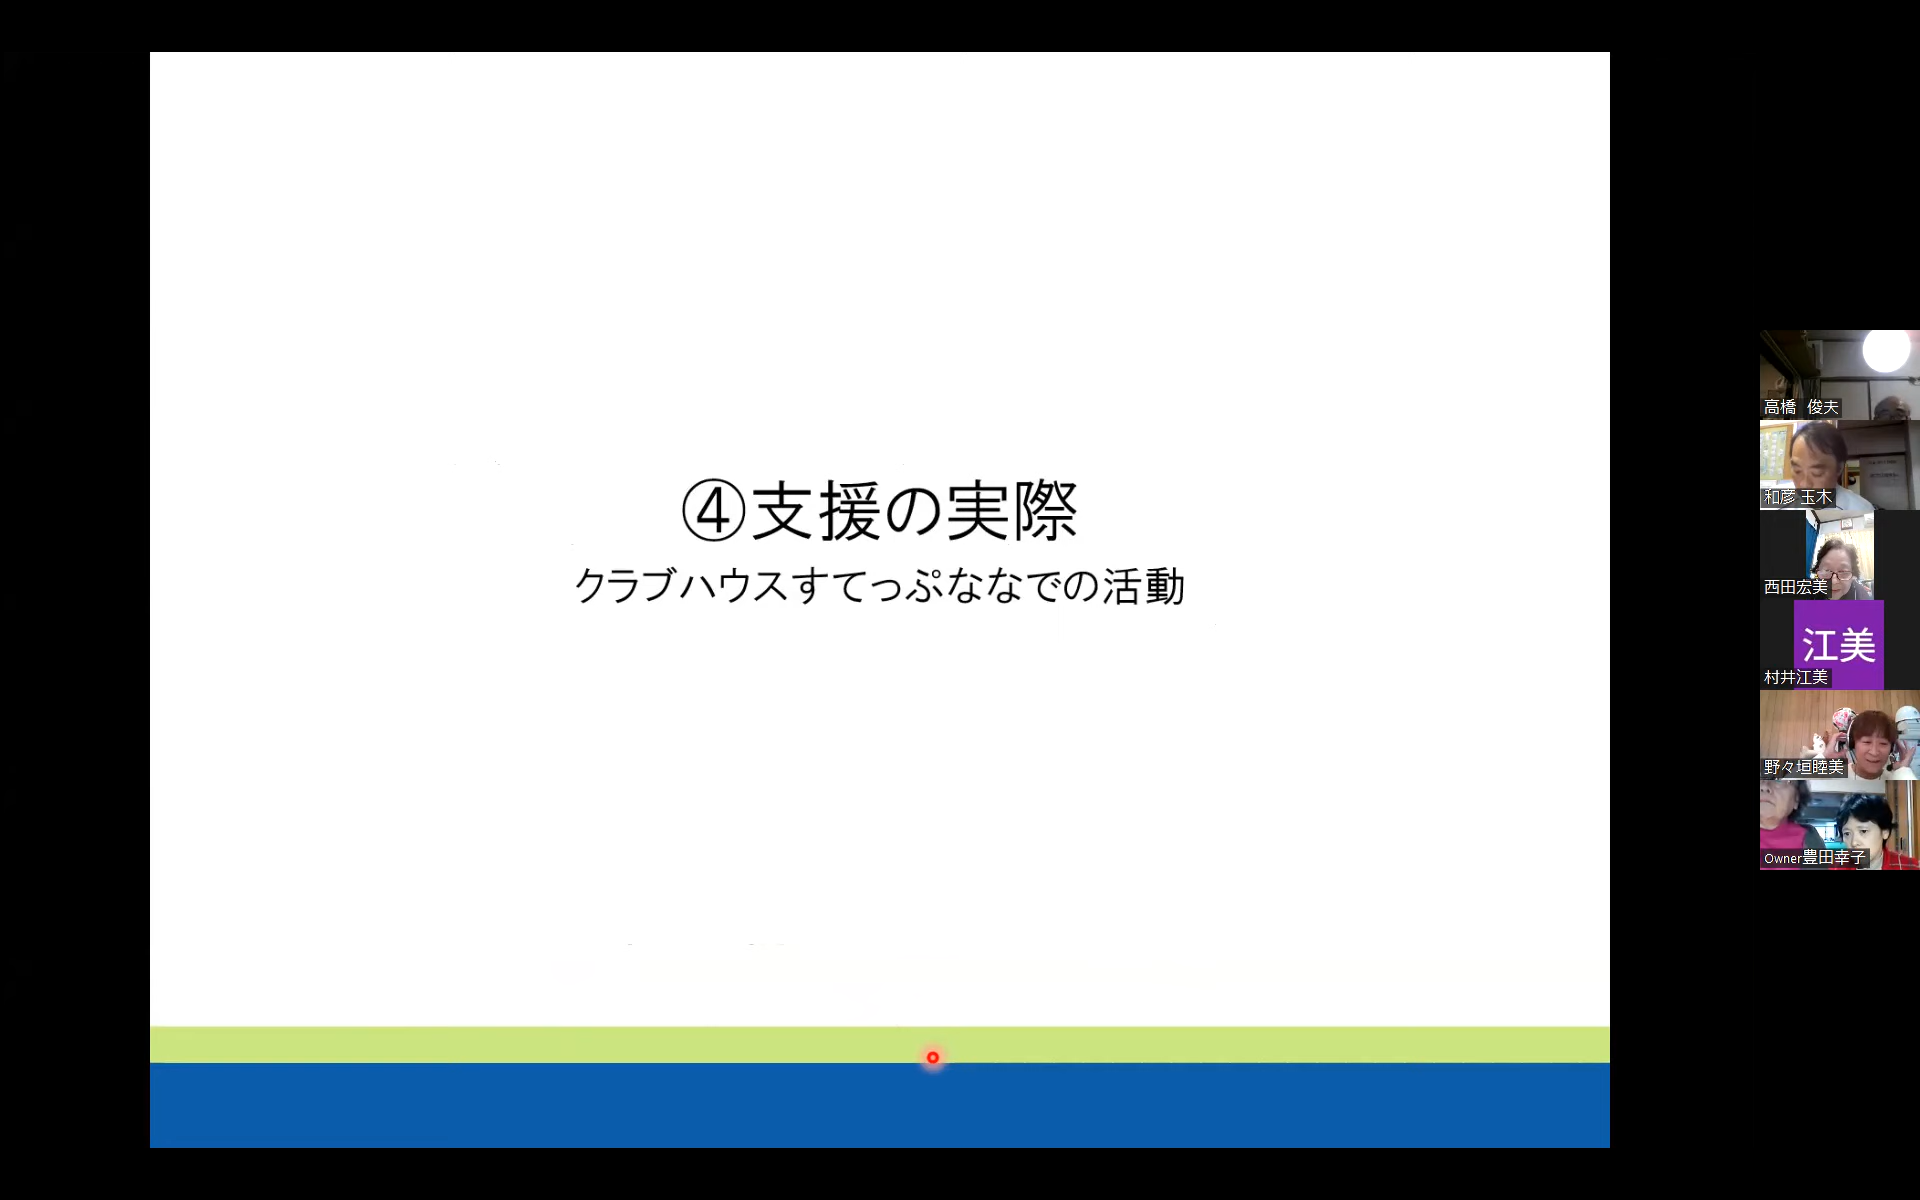 ④支援の実際
クラブハウスすてっぷななでの活動
高橋 俊夫
和彦 玉木
西田宏美
江美
村井江美
野々垣睦美
Owner豊田幸子